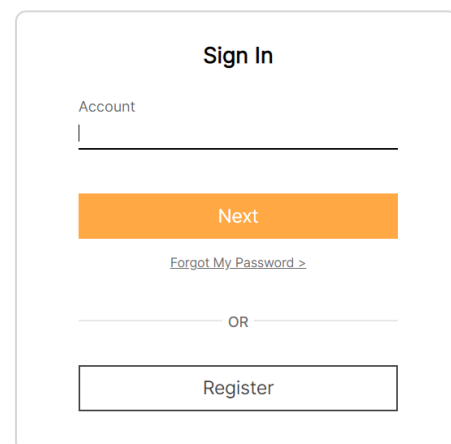 Sign In
Account
Next
Forgot My Password >
OR
Register